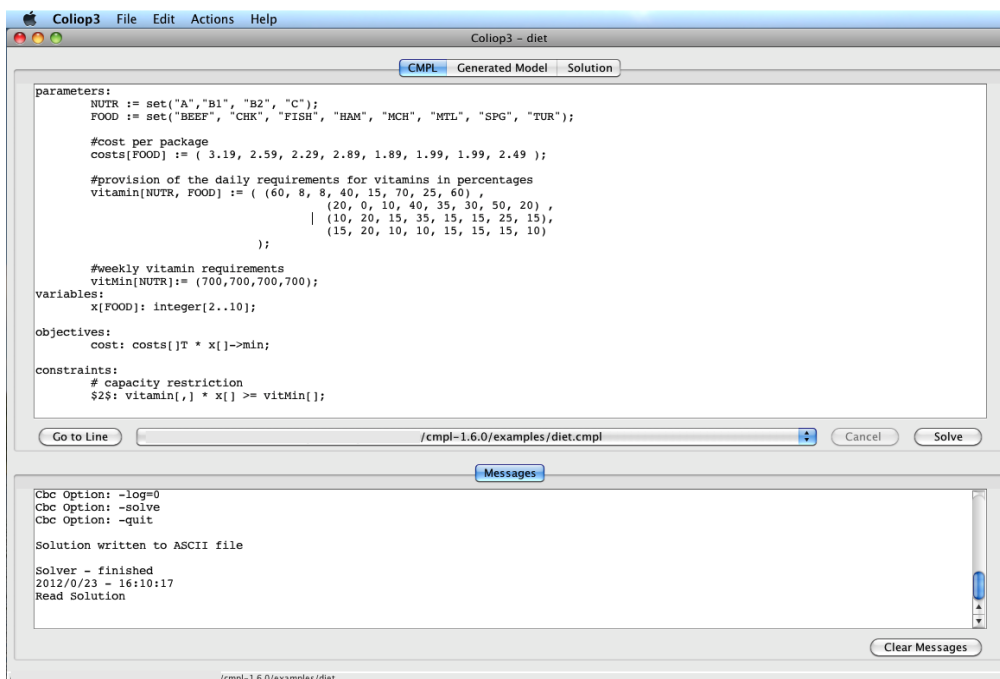 Coliop3 File Edit Actions Help
Coliop3 – diet
CMPL Generated Model Solution
parameters:
NUTR := set("A","B1", "B2", "C");
FOOD := set("BEEF", "CHK", "FISH", "HAM", "MCH", "MTL", "SPG", "TUR");
#cost per package
costs[FOOD] := ( 3.19, 2.59, 2.29, 2.89, 1.89, 1.99, 1.99, 2.49 );
#provision of the daily requirements for vitamins in percentages
vitamin[NUTR, FOOD] := ( (60, 8, 8, 40, 15, 70, 25, 60) ,
(20, 0, 10, 40, 35, 30, 50, 20) ,
(10, 20, 15, 35, 15, 15, 25, 15),
(15, 20, 10, 10, 15, 15, 15, 10)
);
#weekly vitamin requirements
vitMin[NUTR]:= (700,700,700,700);
variables:
x[FOOD]: integer[2..10];
objectives:
cost: costs[]T * x[]->min;
constraints:
# capacity restriction
$2$: vitamin[,] * x[] >= vitMin[];
Go to Line /cmpl-1.6.0/examples/diet.cmpl Cancel Solve
Messages
Cbc Option: -log=0
Cbc Option: -solve
Cbc Option: -quit
Solution written to ASCII file
Solver - finished
2012/0/23 - 16:10:17
Read Solution
Clear Messages
/cmpl-1.6.0/examples/diet